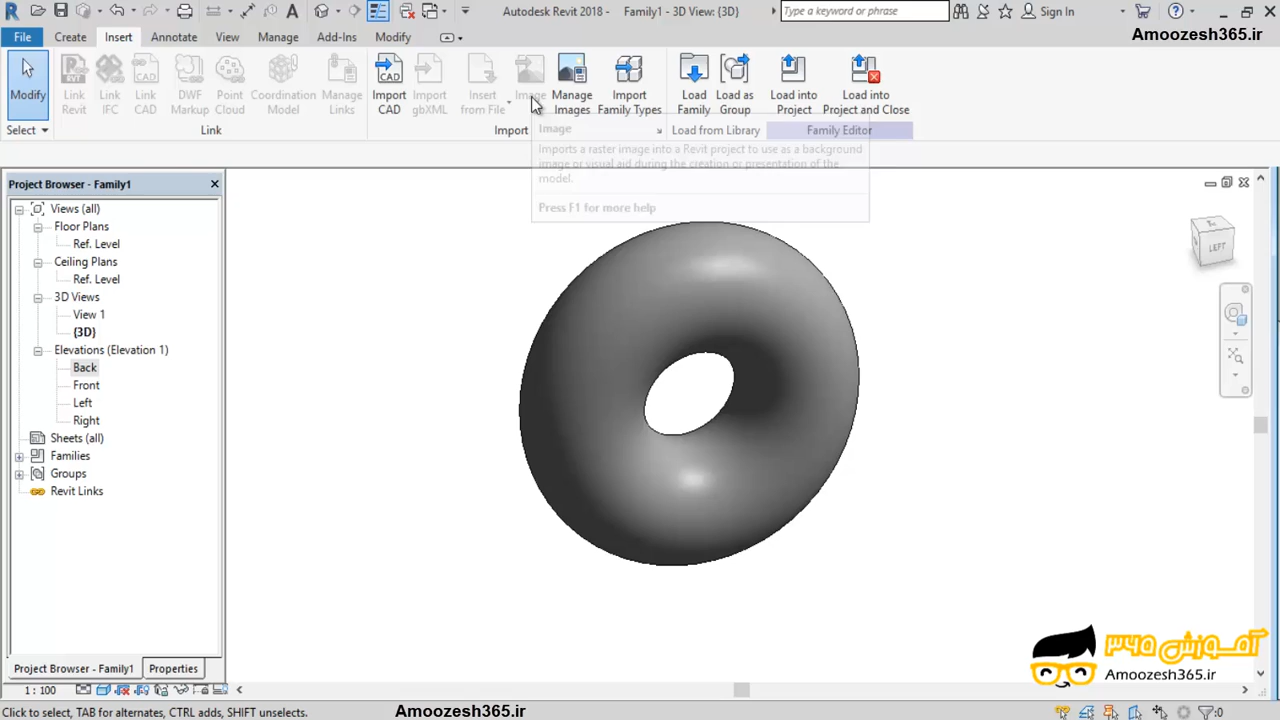 Autodesk Revit 2018 - Family1 - 3D View: {3D}
Type a keyword or phrase
Sign In
File Create Insert Annotate View Manage Add-Ins Modify
Amoozesh365.ir
Modify
Link Revit
Link IFC
Link CAD
DWF Markup
Point Cloud
Coordination Model
Manage Links
Import CAD
Import gbXML
Insert from File
Image
Manage Images
Import Family Types
Load Family
Load as Group
Load into Project
Load into Project and Close
Select
Link
Import
Load from Library
Family Editor
Image
Imports a raster image into a Revit project to use as a background
image or visual aid during the creation or presentation of the
model.
Press F1 for more help
Project Browser - Family1
Views (all)
Floor Plans
Ref. Level
Ceiling Plans
Ref. Level
3D Views
View 1
{3D}
Elevations (Elevation 1)
Back
Front
Left
Right
Sheets (all)
Families
Groups
Revit Links
LEFT
Project Browser - Family1
Properties
آموزش ۳۶۵
Amoozesh365.ir
1 : 100
Click to select, TAB for alternates, CTRL adds, SHIFT unselects.
Amoozesh365.ir
:0